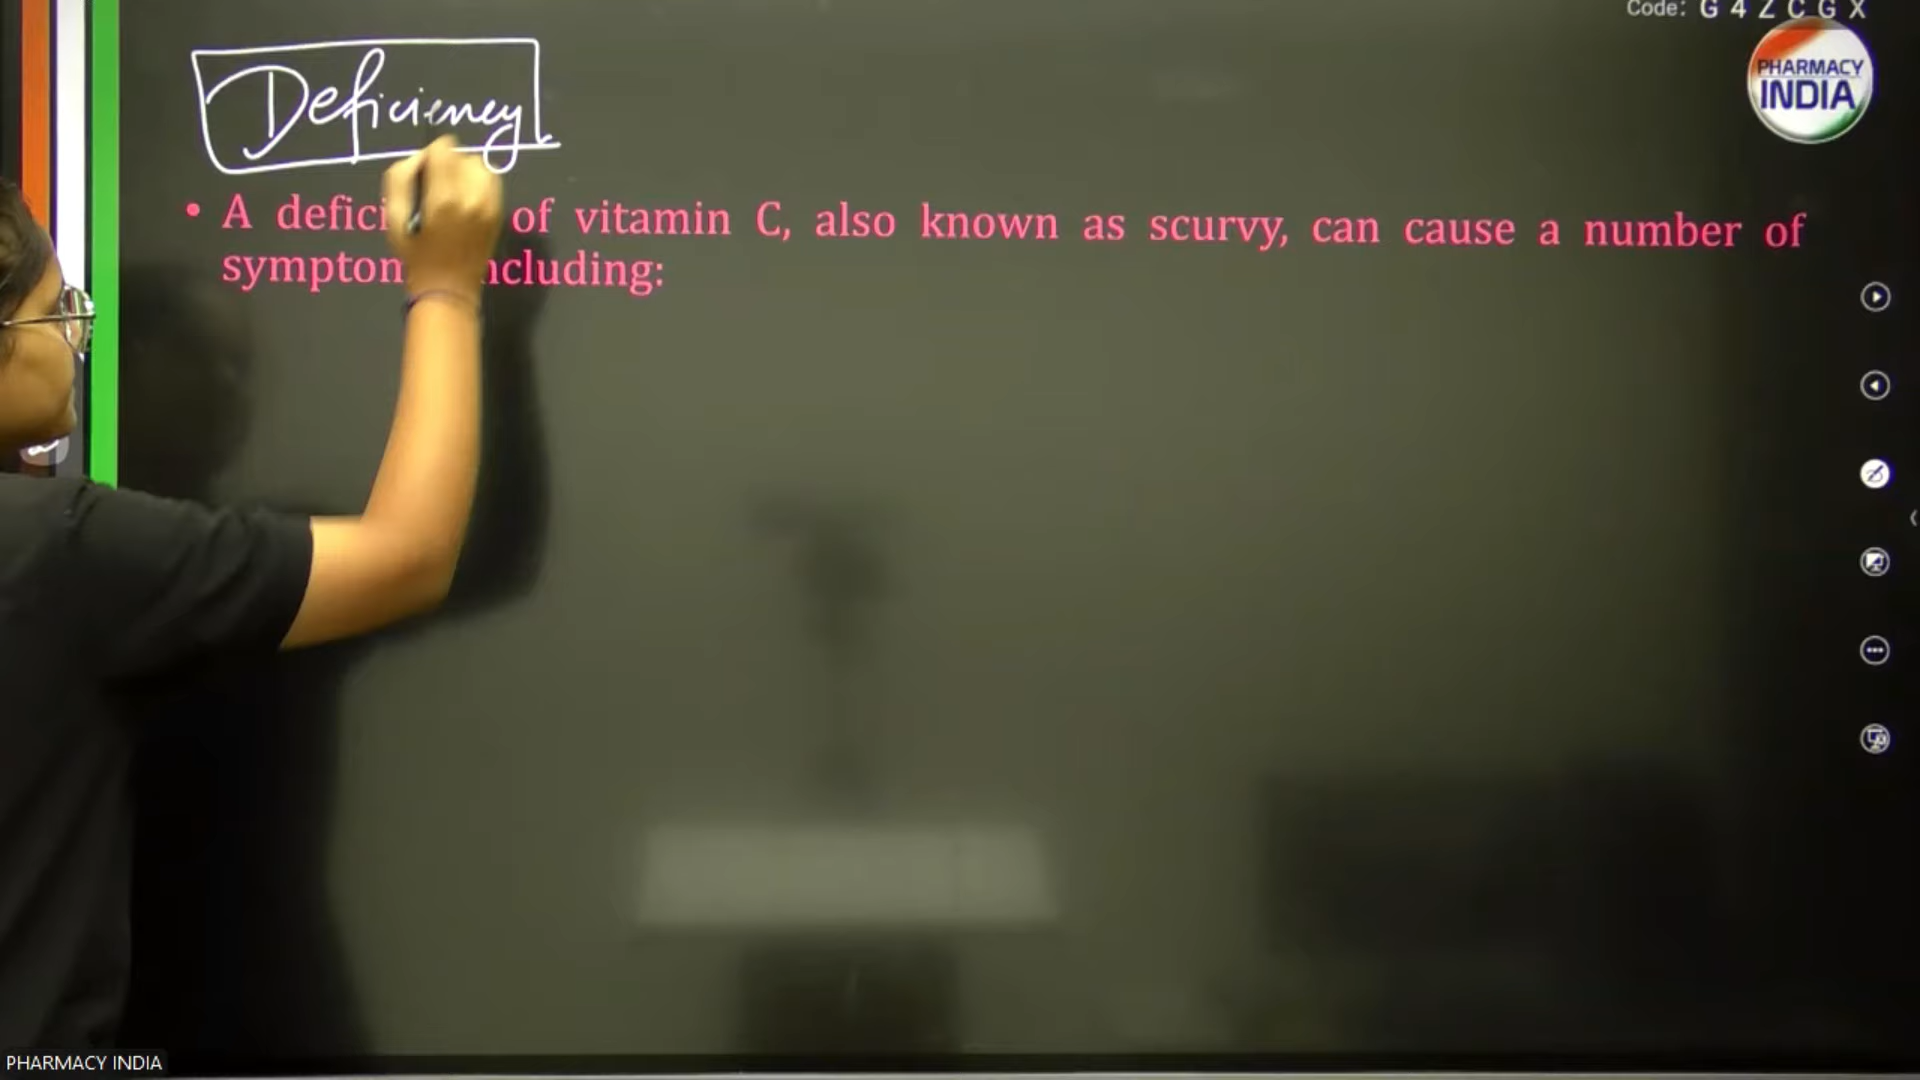 Code: G 4 Z C G X
PHARMACY
INDIA
Deficiency
• A defici of vitamin C, also known as scurvy, can cause a number of
sympton ncluding:
PHARMACY INDIA